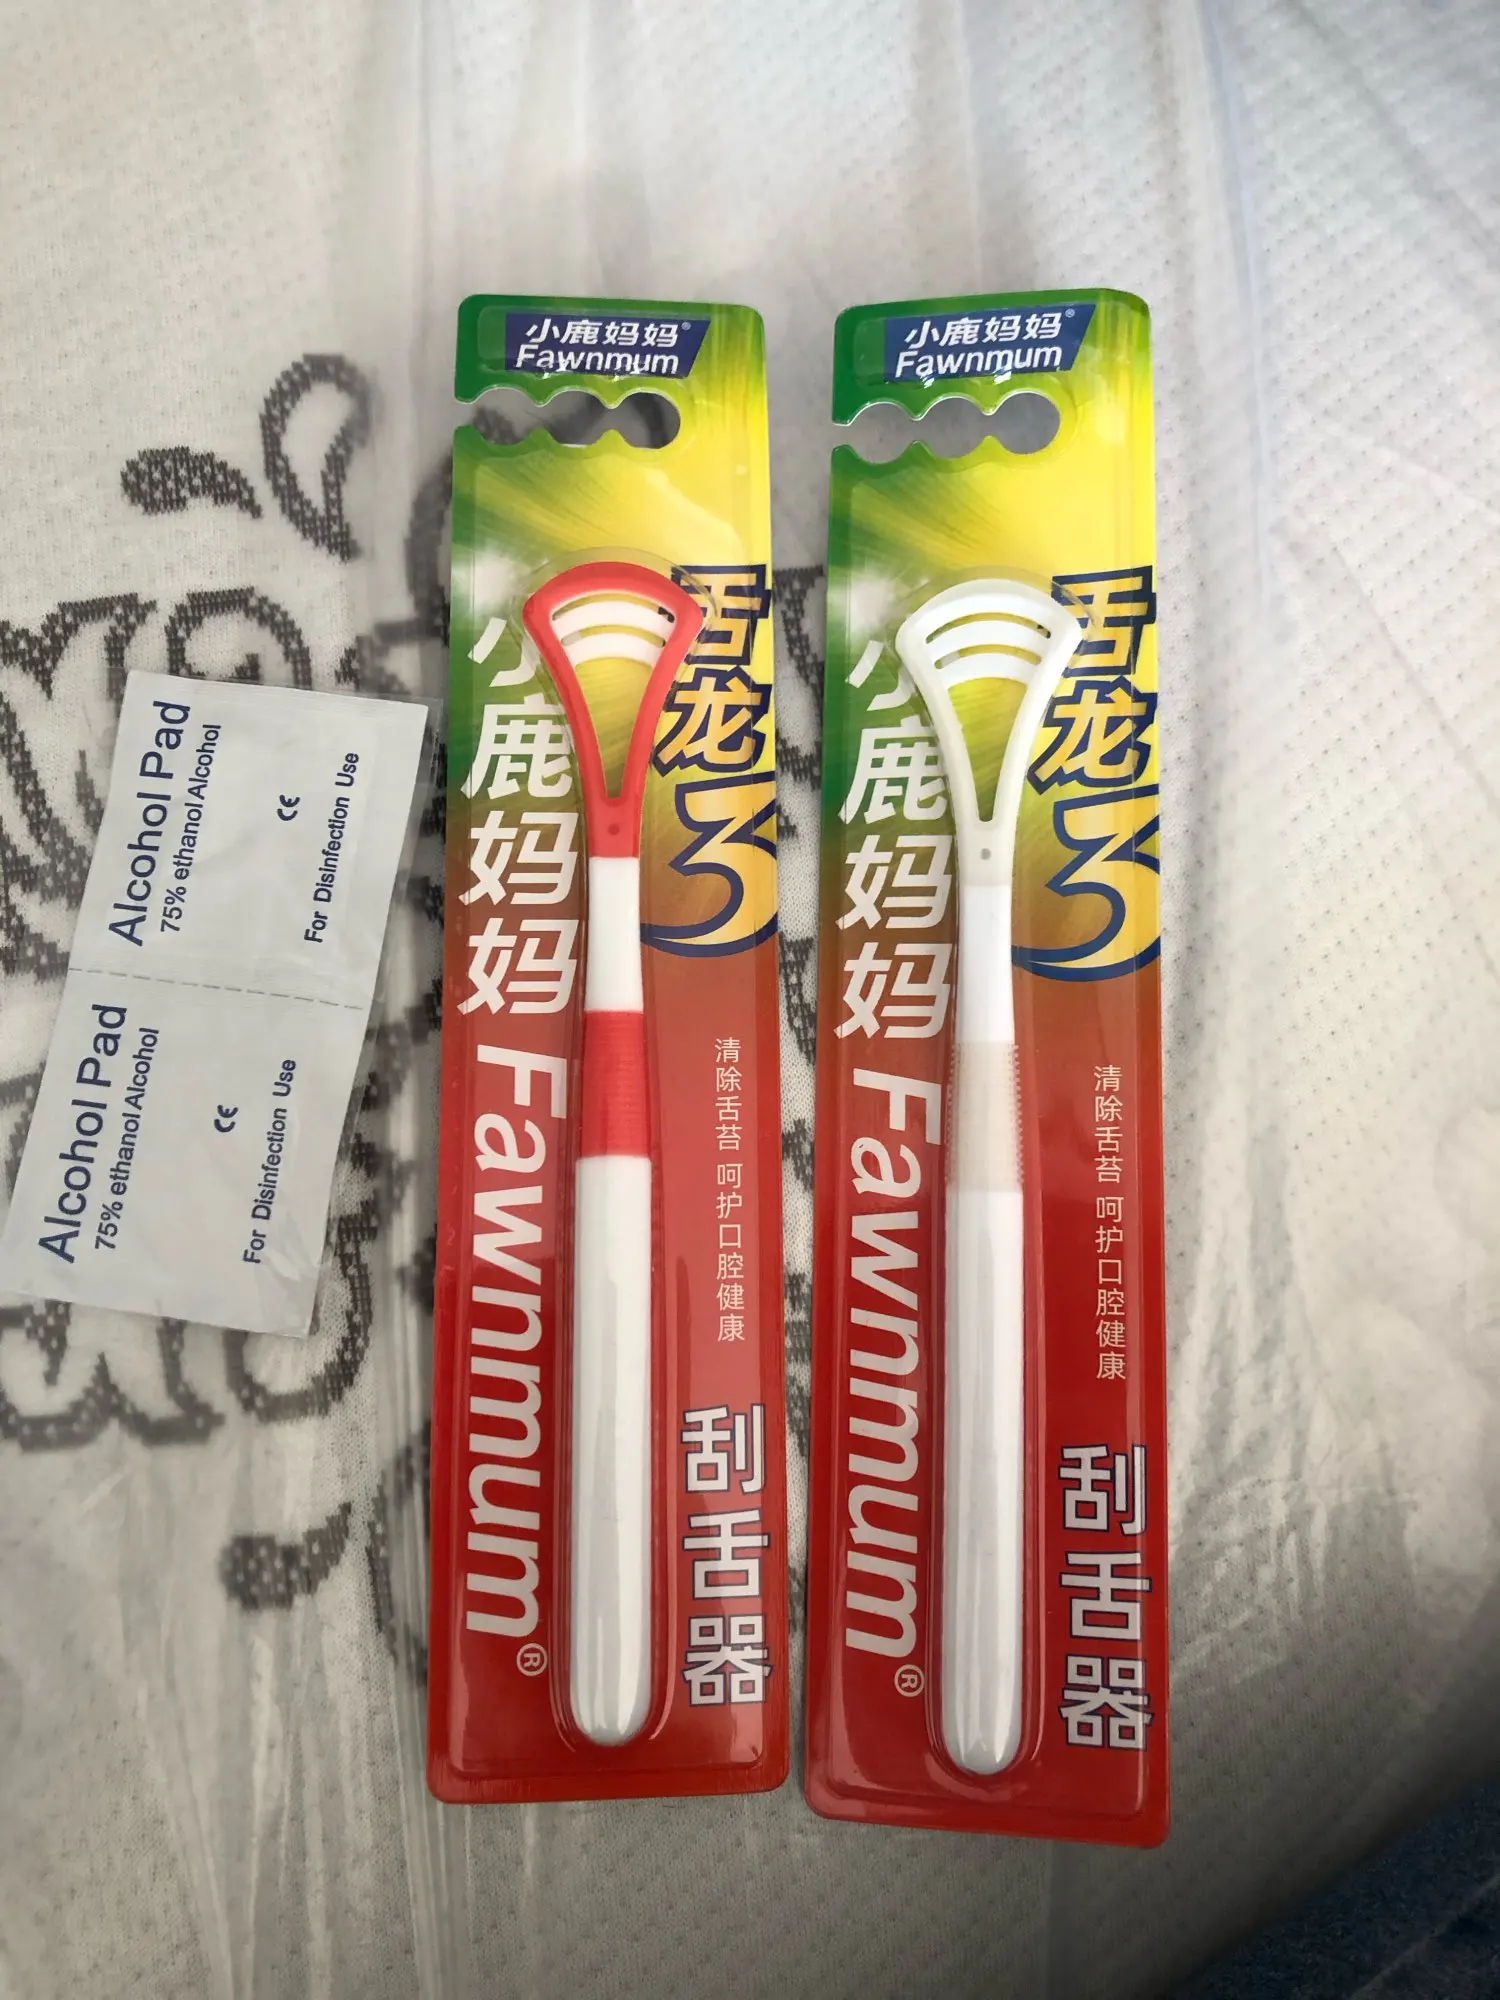 Alcohol Pad
75% ethanol Alcohol
CE
For Disinfection Use
Alcohol Pad
75% ethanol Alcohol
CE
For Disinfection Use
小鹿妈妈®
Fawnmum
舌龙3
小鹿妈妈 Fawnmum®
清除舌苔 呵护口腔健康
刮舌器
小鹿妈妈®
Fawnmum
舌龙3
小鹿妈妈 Fawnmum®
清除舌苔 呵护口腔健康
刮舌器